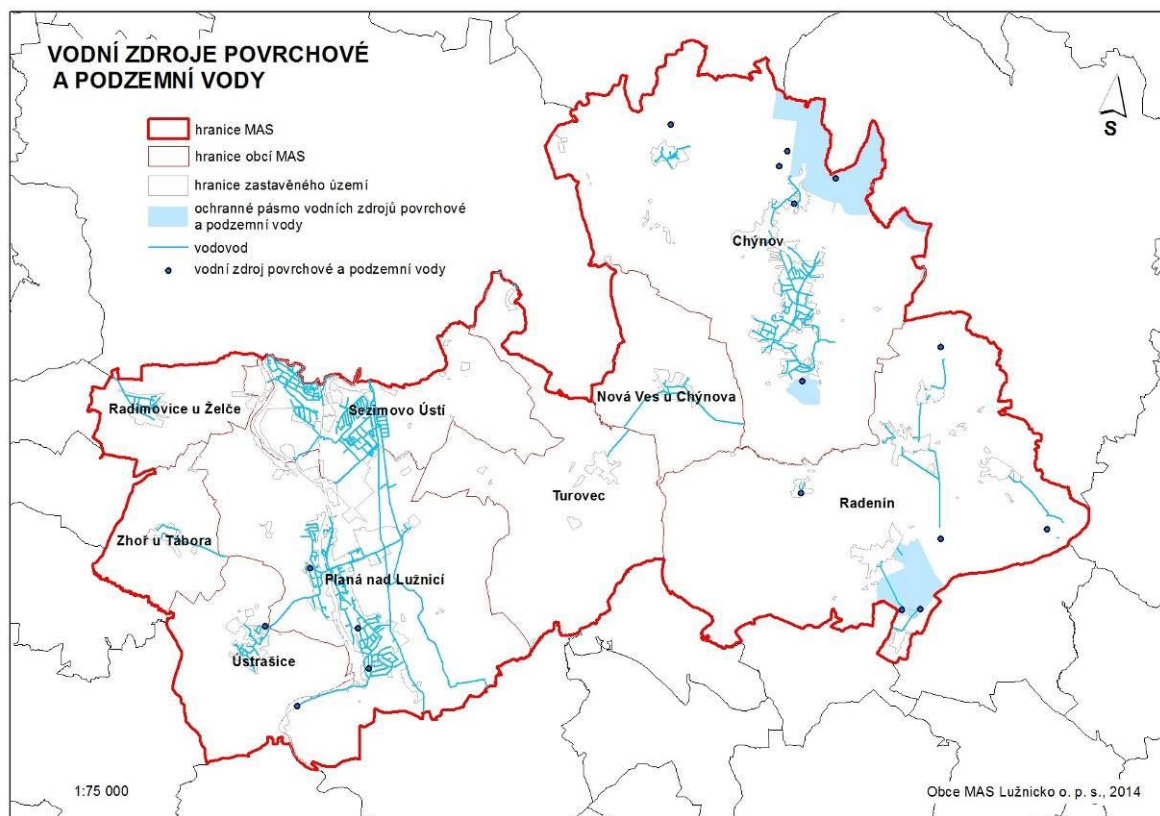 VODNÍ ZDROJE POVRCHOVÉ
A PODZEMNÍ VODY
hranice MAS
hranice obcí MAS
hranice zastavěného území
ochranné pásmo vodních zdrojů povrchové
a podzemní vody
vodovod
vodní zdroj povrchové a podzemní vody
S
Chýnov
Radimovice u Želče
Sezimovo Ústí
Nová Ves u Chýnova
Turovec
Radenín
Zhoř u Tábora
Planá nad Lužnicí
Ústrašice
1:75 000
Obce MAS Lužnicko o. p. s., 2014